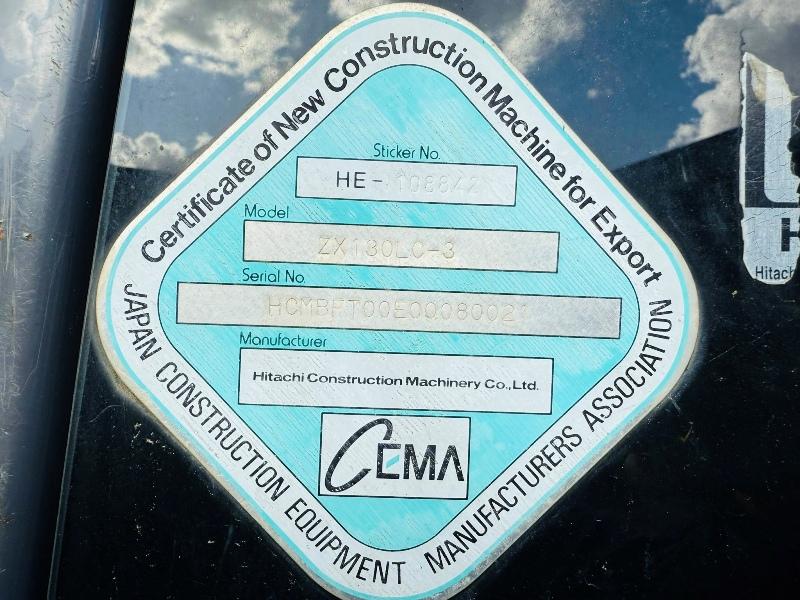 Certificate of New Construction Machine for Export
Sticker No.
HE-
Model
ZX130LC-3
Serial No.
Manufacturer
Hitachi Construction Machinery Co.,Ltd.
CEMA
JAPAN CONSTRUCTION EQUIPMENT MANUFACTURERS ASSOCIATION
Hitach